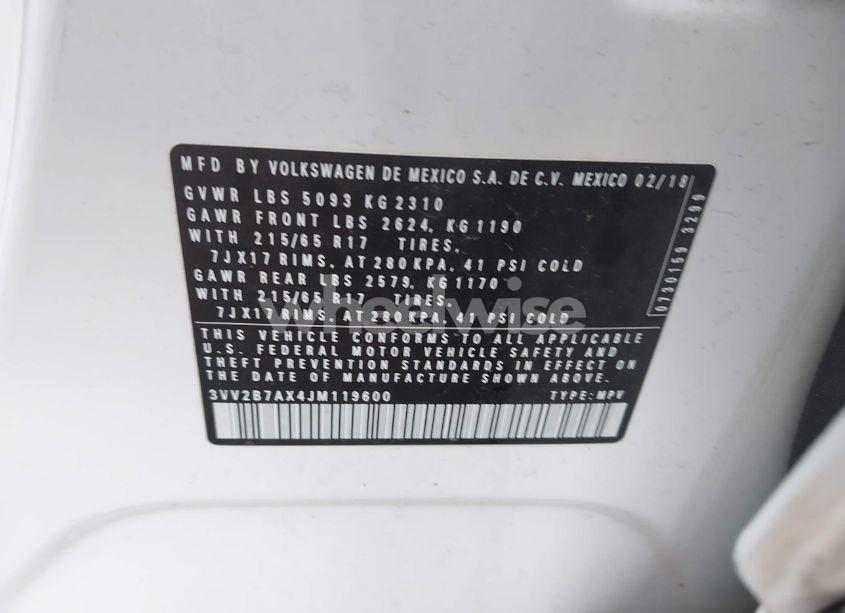 MFD BY VOLKSWAGEN DE MEXICO S.A. DE C.V. MEXICO 02/18
GVWR LBS 5093 KG 2310
GAWR FRONT LBS 2624, KG 1190
WITH 215/65 R17 TIRES,
7JX17 RIMS, AT 280 KPA, 41 PSI COLD
GAWR REAR LBS 2579, KG 1170
WITH 215/65 R17 TIRES,
7JX17 RIMS, AT 280 KPA, 41 PSI COLD
THIS VEHICLE CONFORMS TO ALL APPLICABLE
U.S. FEDERAL MOTOR VEHICLE SAFETY AND
THEFT PREVENTION STANDARDS IN EFFECT ON
THE DATE OF MANUFACTURE SHOWN ABOVE.
3VV2B7AX4JM119600 TYPE: MPV
0730159 3299
wheelwise